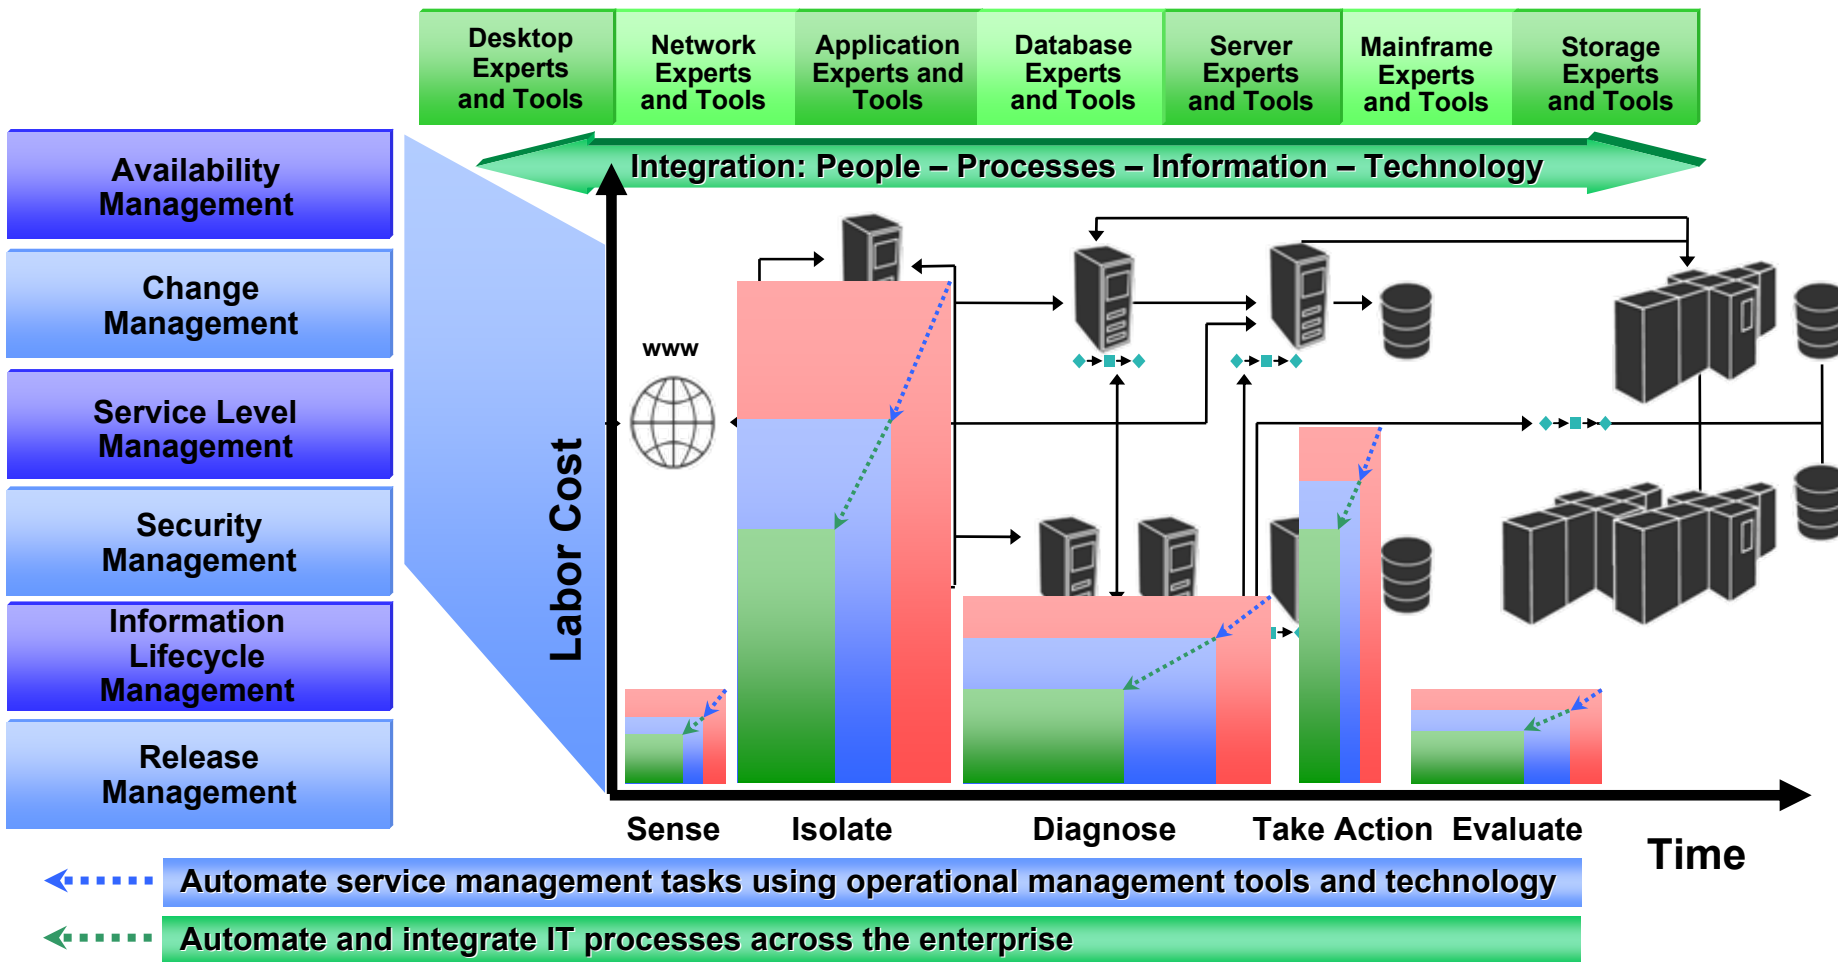 Desktop
Experts
and Tools
Network
Experts
and Tools
Application
Experts and
Tools
Database
Experts
and Tools
Server
Experts
and Tools
Mainframe
Experts
and Tools
Storage
Experts
and Tools
Integration: People – Processes – Information – Technology
Availability
Management
Change
Management
Service Level
Management
Security
Management
Information
Lifecycle
Management
Release
Management
www
Labor Cost
Sense
Isolate
Diagnose
Take Action
Evaluate
Time
Automate service management tasks using operational management tools and technology
Automate and integrate IT processes across the enterprise